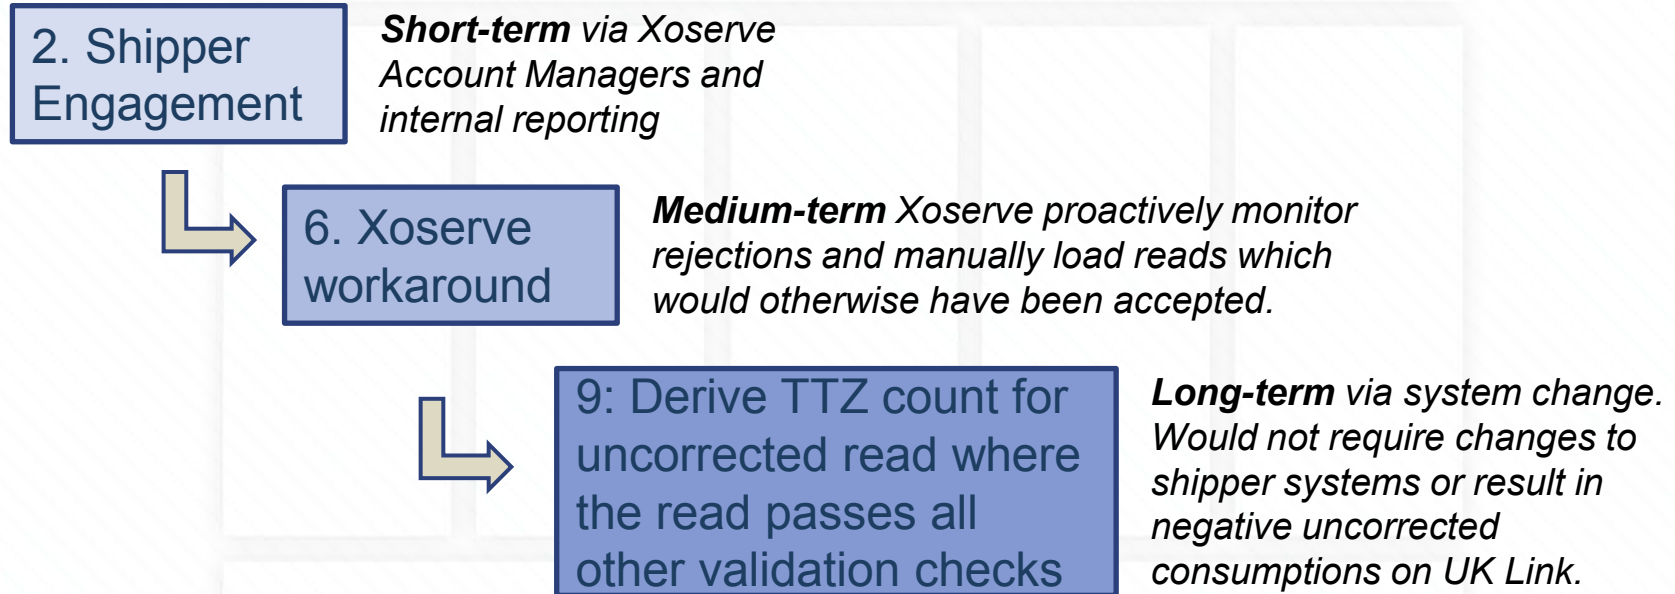 2. Shipper
Engagement
Short-term via Xoserve
Account Managers and
internal reporting
6. Xoserve
workaround
Medium-term Xoserve proactively monitor
rejections and manually load reads which
would otherwise have been accepted.
9: Derive TTZ count for
uncorrected read where
the read passes all
other validation checks
Long-term via system change.
Would not require changes to
shipper systems or result in
negative uncorrected
consumptions on UK Link.